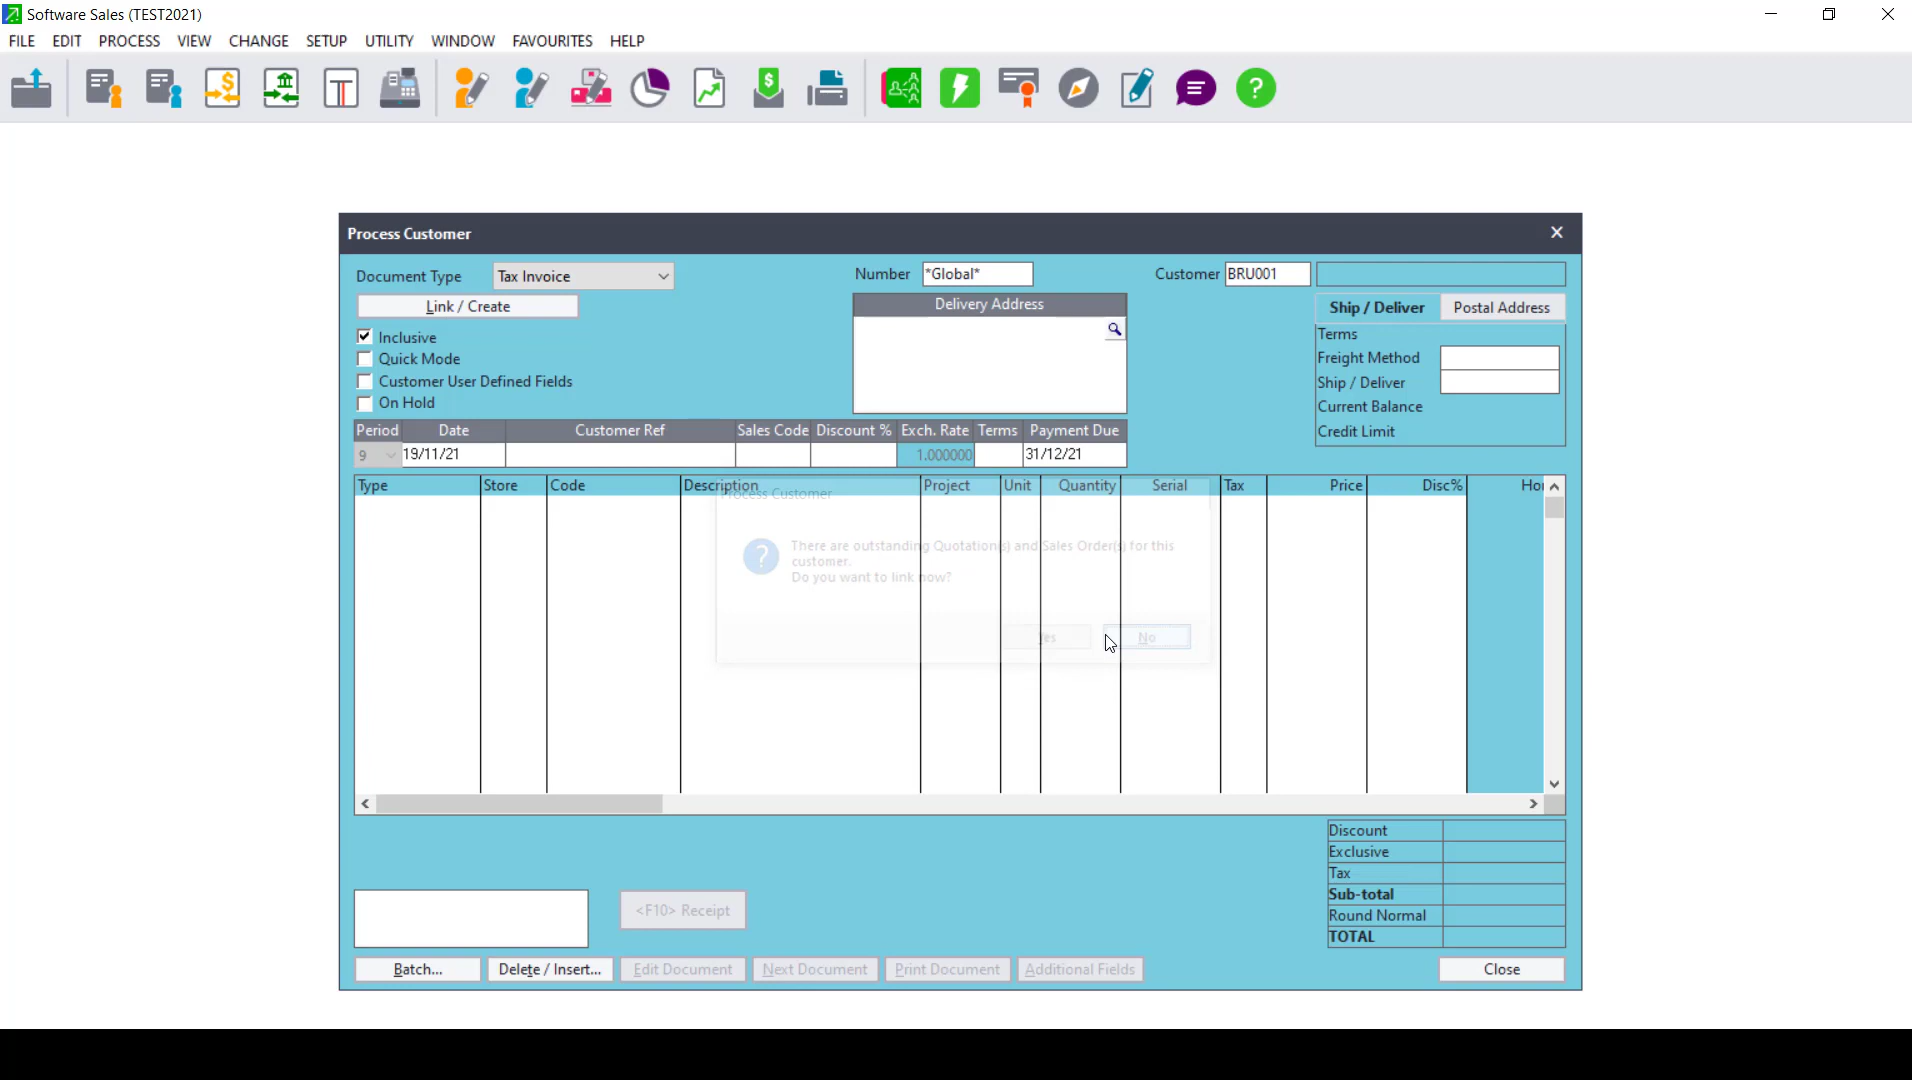 Software Sales (TEST2021)
FILE EDIT PROCESS VIEW CHANGE SETUP UTILITY WINDOW FAVOURITES HELP
Process Customer
Document Type Tax Invoice Number *Global* Customer BRU001
Link / Create Delivery Address Ship / Deliver Postal Address
Inclusive Terms
Quick Mode Freight Method
Customer User Defined Fields Ship / Deliver
On Hold Current Balance
Period Date Customer Ref Sales Code Discount % Exch. Rate Terms Payment Due Credit Limit
9 19/11/21 1.000000 31/12/21
Type Store Code Description Project Unit Quantity Serial Tax Price Disc% Hor
Process Customer
There are outstanding Quotation(s) and Sales Order(s) for this
customer.
Do you want to link now?
Yes No
Discount
Exclusive
Tax
Sub-total
<F10> Receipt
Round Normal
TOTAL
Batch... Delete / Insert... Edit Document Next Document Print Document Additional Fields Close